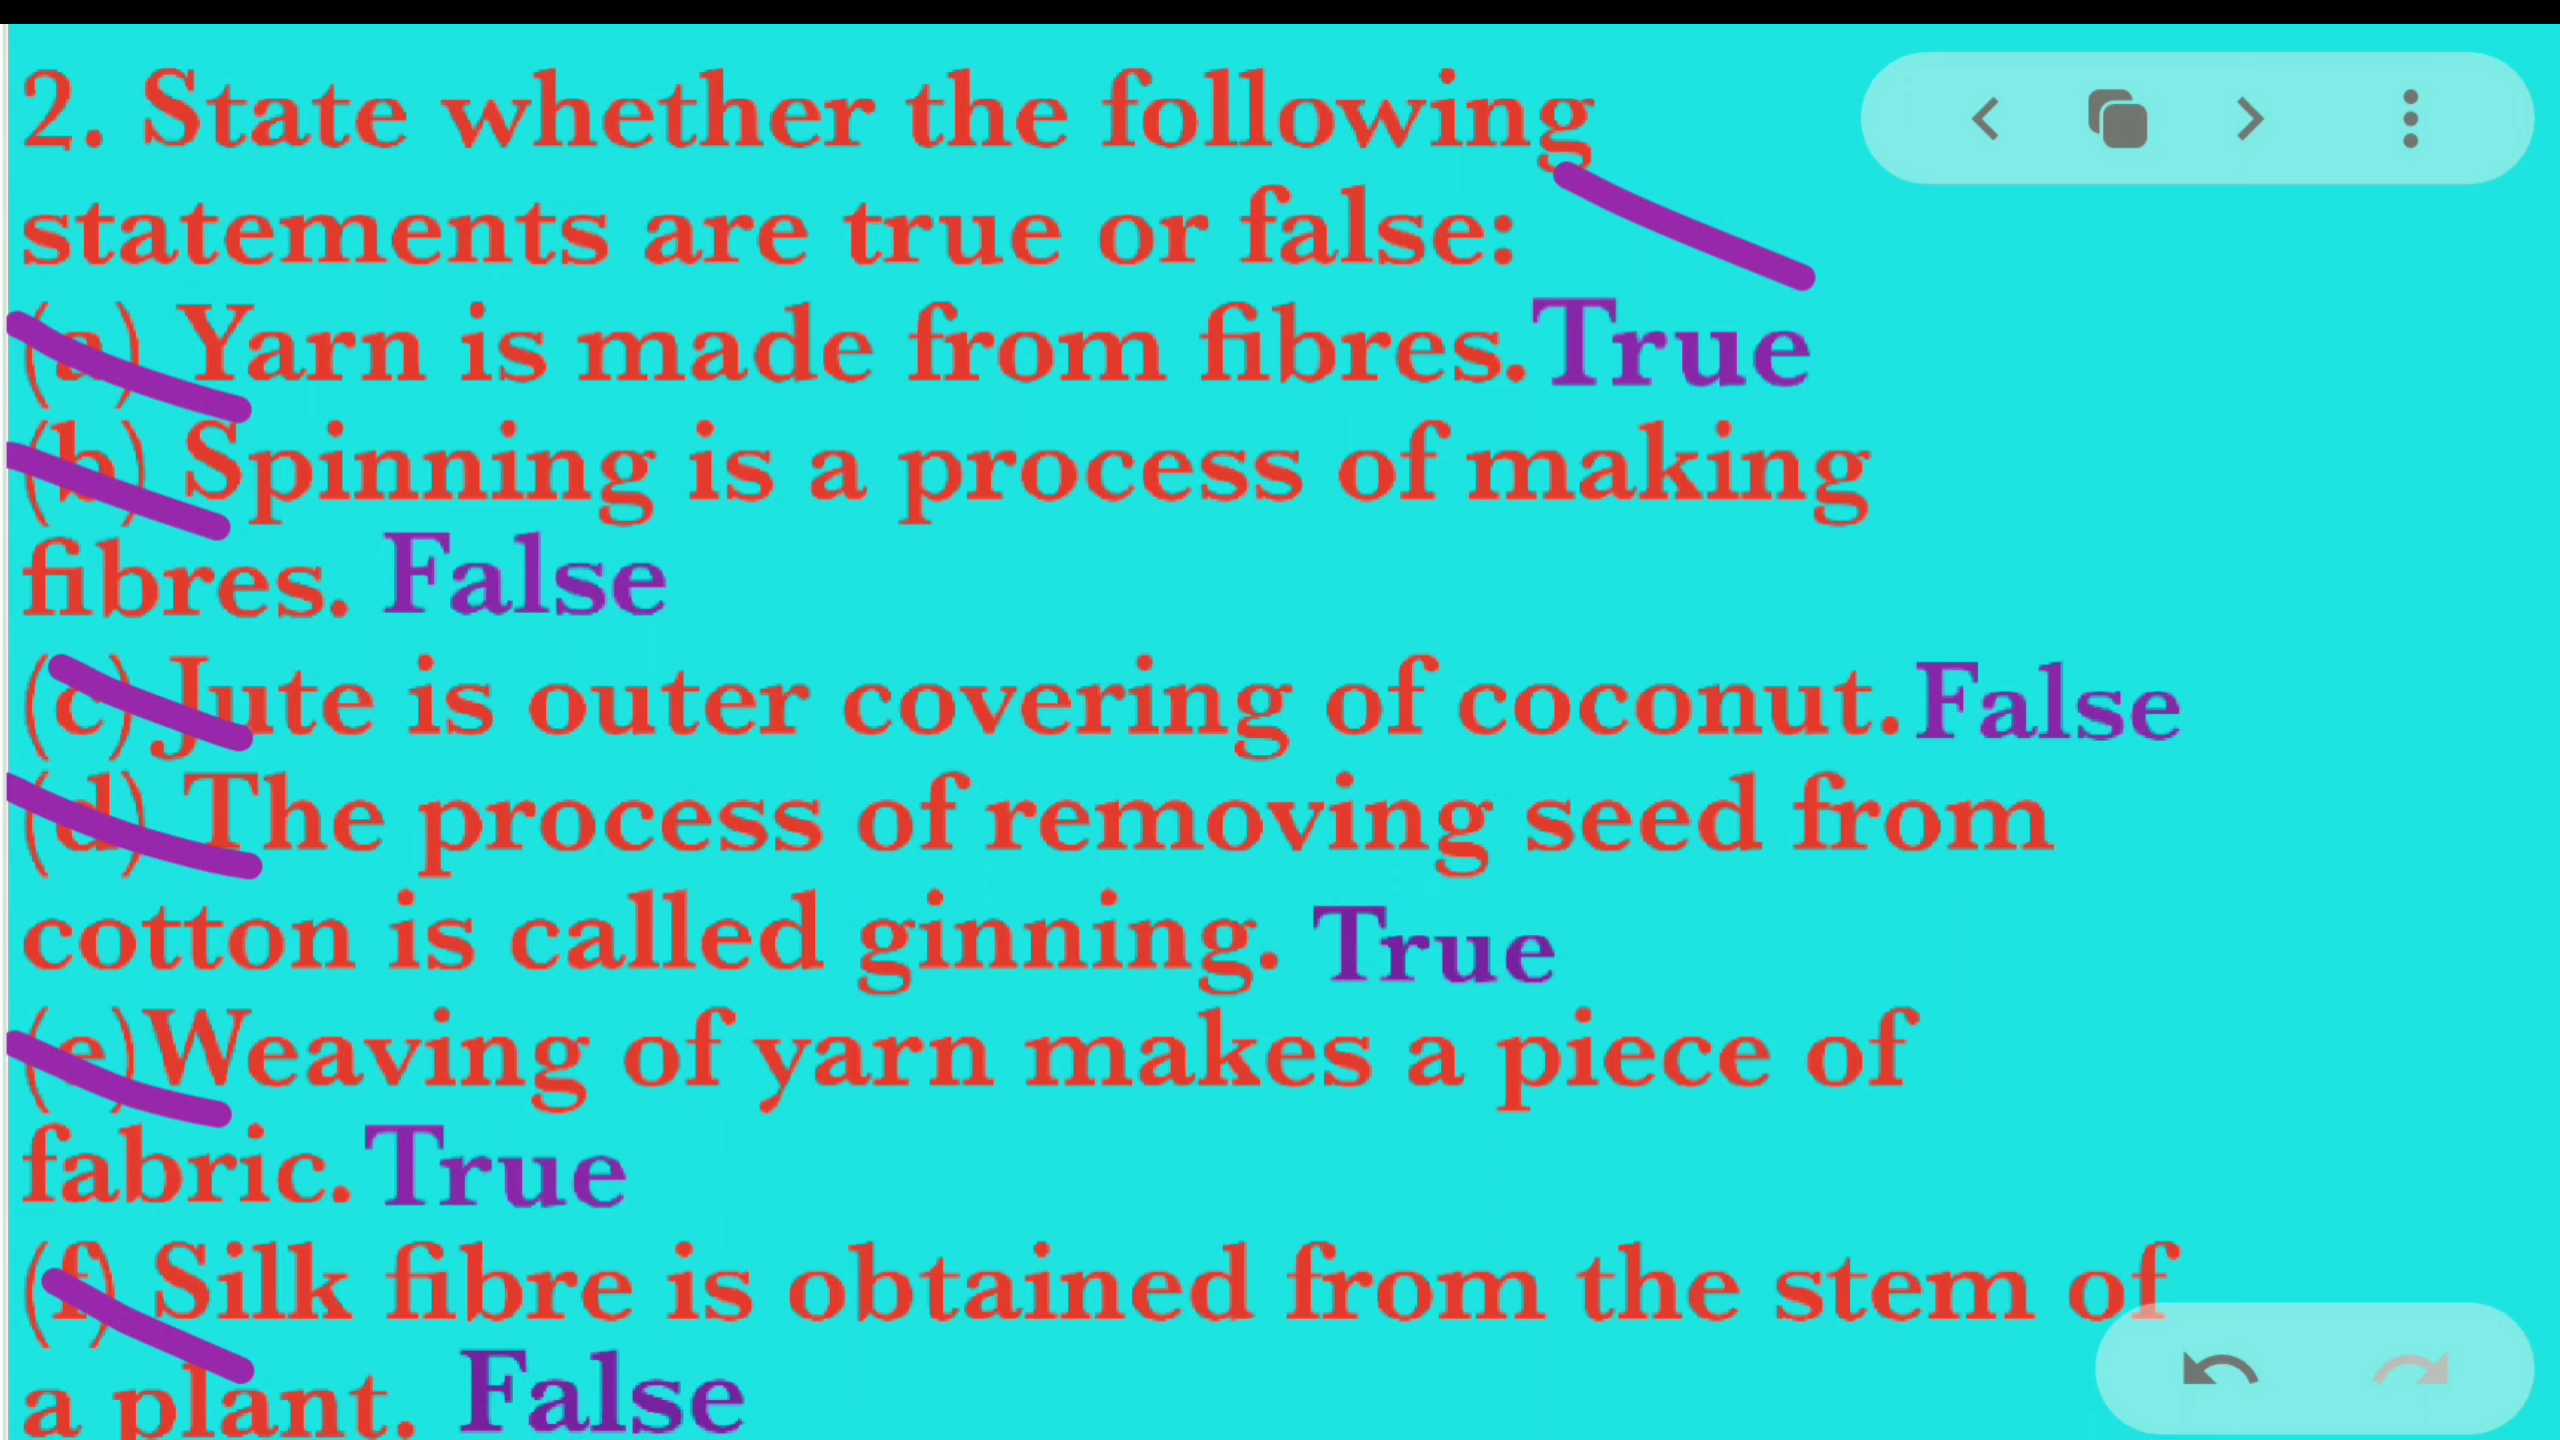 2. State whether the following
statements are true or false:
(a) Yarn is made from fibres. True
(b) Spinning is a process of making
fibres. False
(c) Jute is outer covering of coconut. False
(d) The process of removing seed from
cotton is called ginning. True
(e)Weaving of yarn makes a piece of
fabric. True
(f) Silk fibre is obtained from the stem of
a plant. False